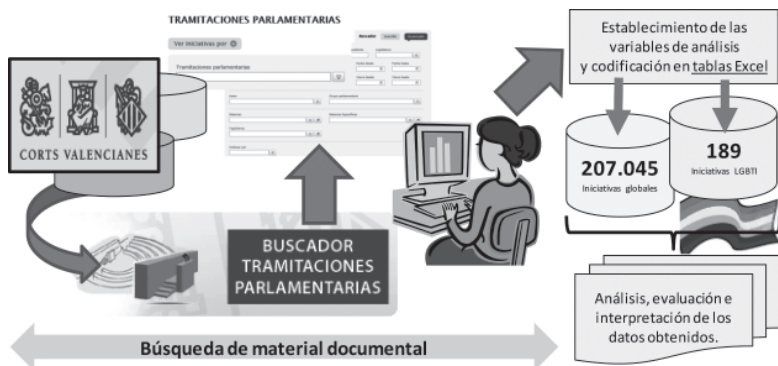 TRAMITACIONES PARLAMENTARIAS
Ver iniciativas por
Buscador
Tramitaciones parlamentarias
CORTS VALENCIANES
BUSCADOR
TRAMITACIONES
PARLAMENTARIAS
Búsqueda de material documental
Establecimiento de las
variables de análisis
y codificación en tablas Excel
207.045
Iniciativas globales
189
Iniciativas LGBTI
Análisis, evaluación e
interpretación de los
datos obtenidos.